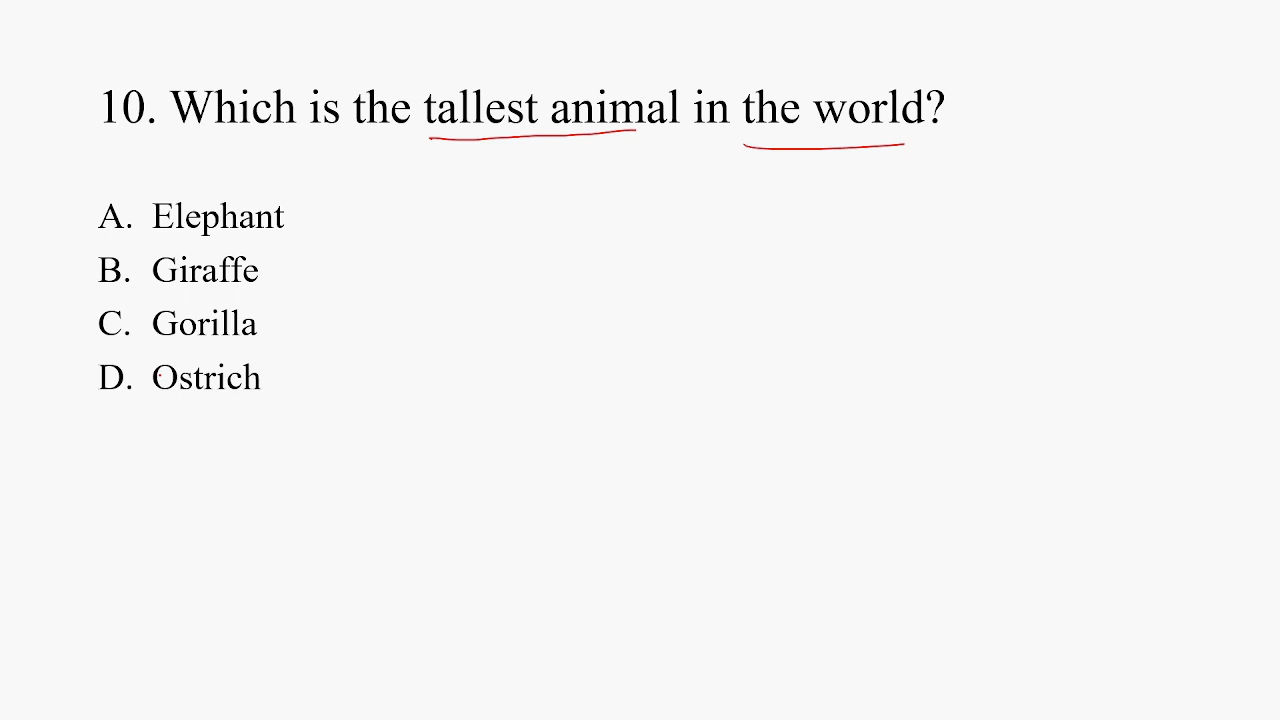 10. Which is the tallest animal in the world?
A. Elephant
B. Giraffe
C. Gorilla
D. Ostrich